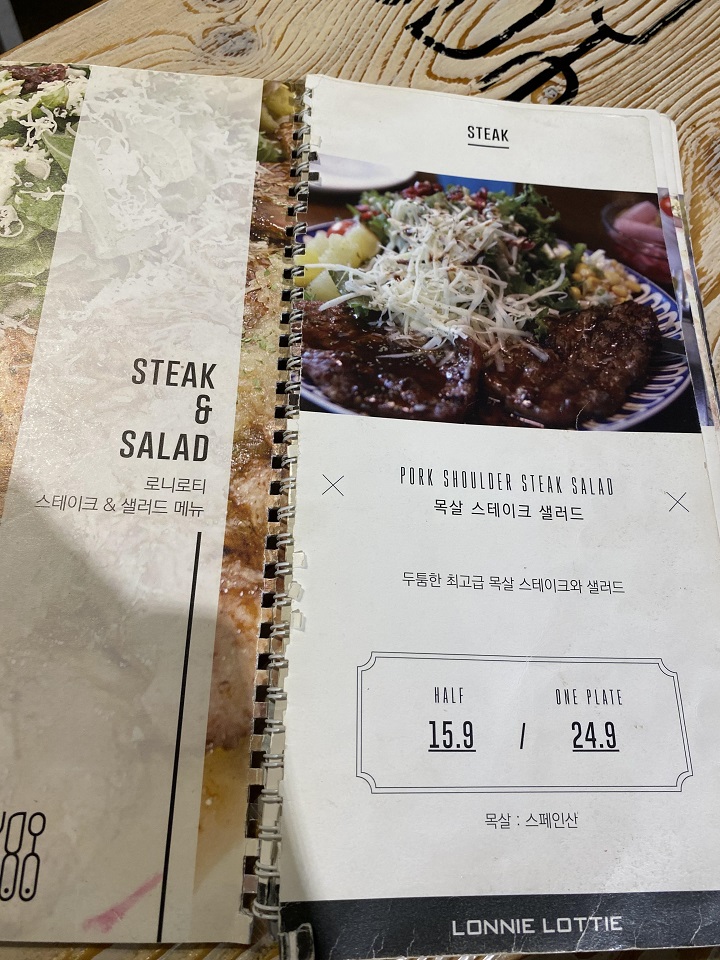 STEAK
&
SALAD
로니로티
스테이크 & 샐러드 메뉴
STEAK
PORK SHOULDER STEAK SALAD
목살 스테이크 샐러드
두툼한 최고급 목살 스테이크와 샐러드
HALF ONE PLATE
15.9 / 24.9
목살 : 스페인산
LONNIE LOTTIE